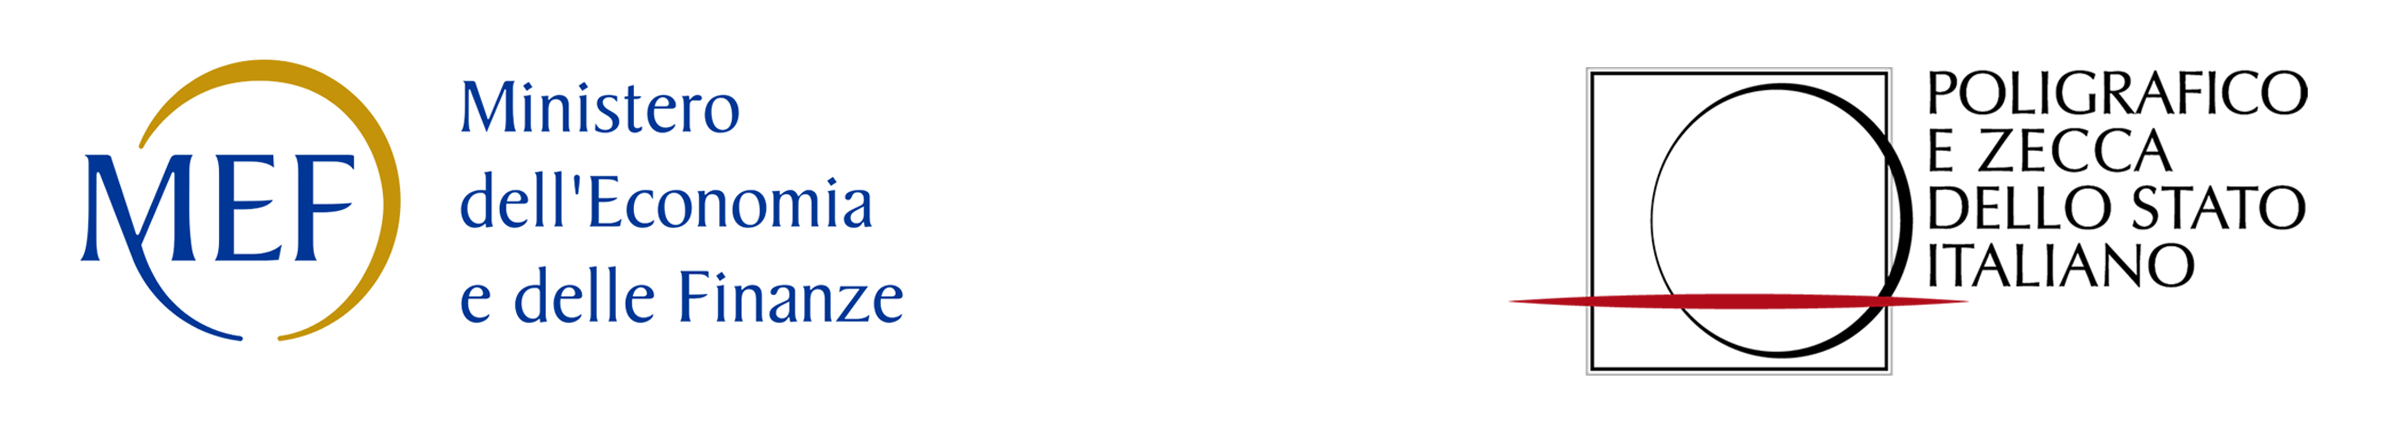 MEF
Ministero
dell'Economia
e delle Finanze
POLIGRAFICO
E ZECCA
DELLO STATO
ITALIANO